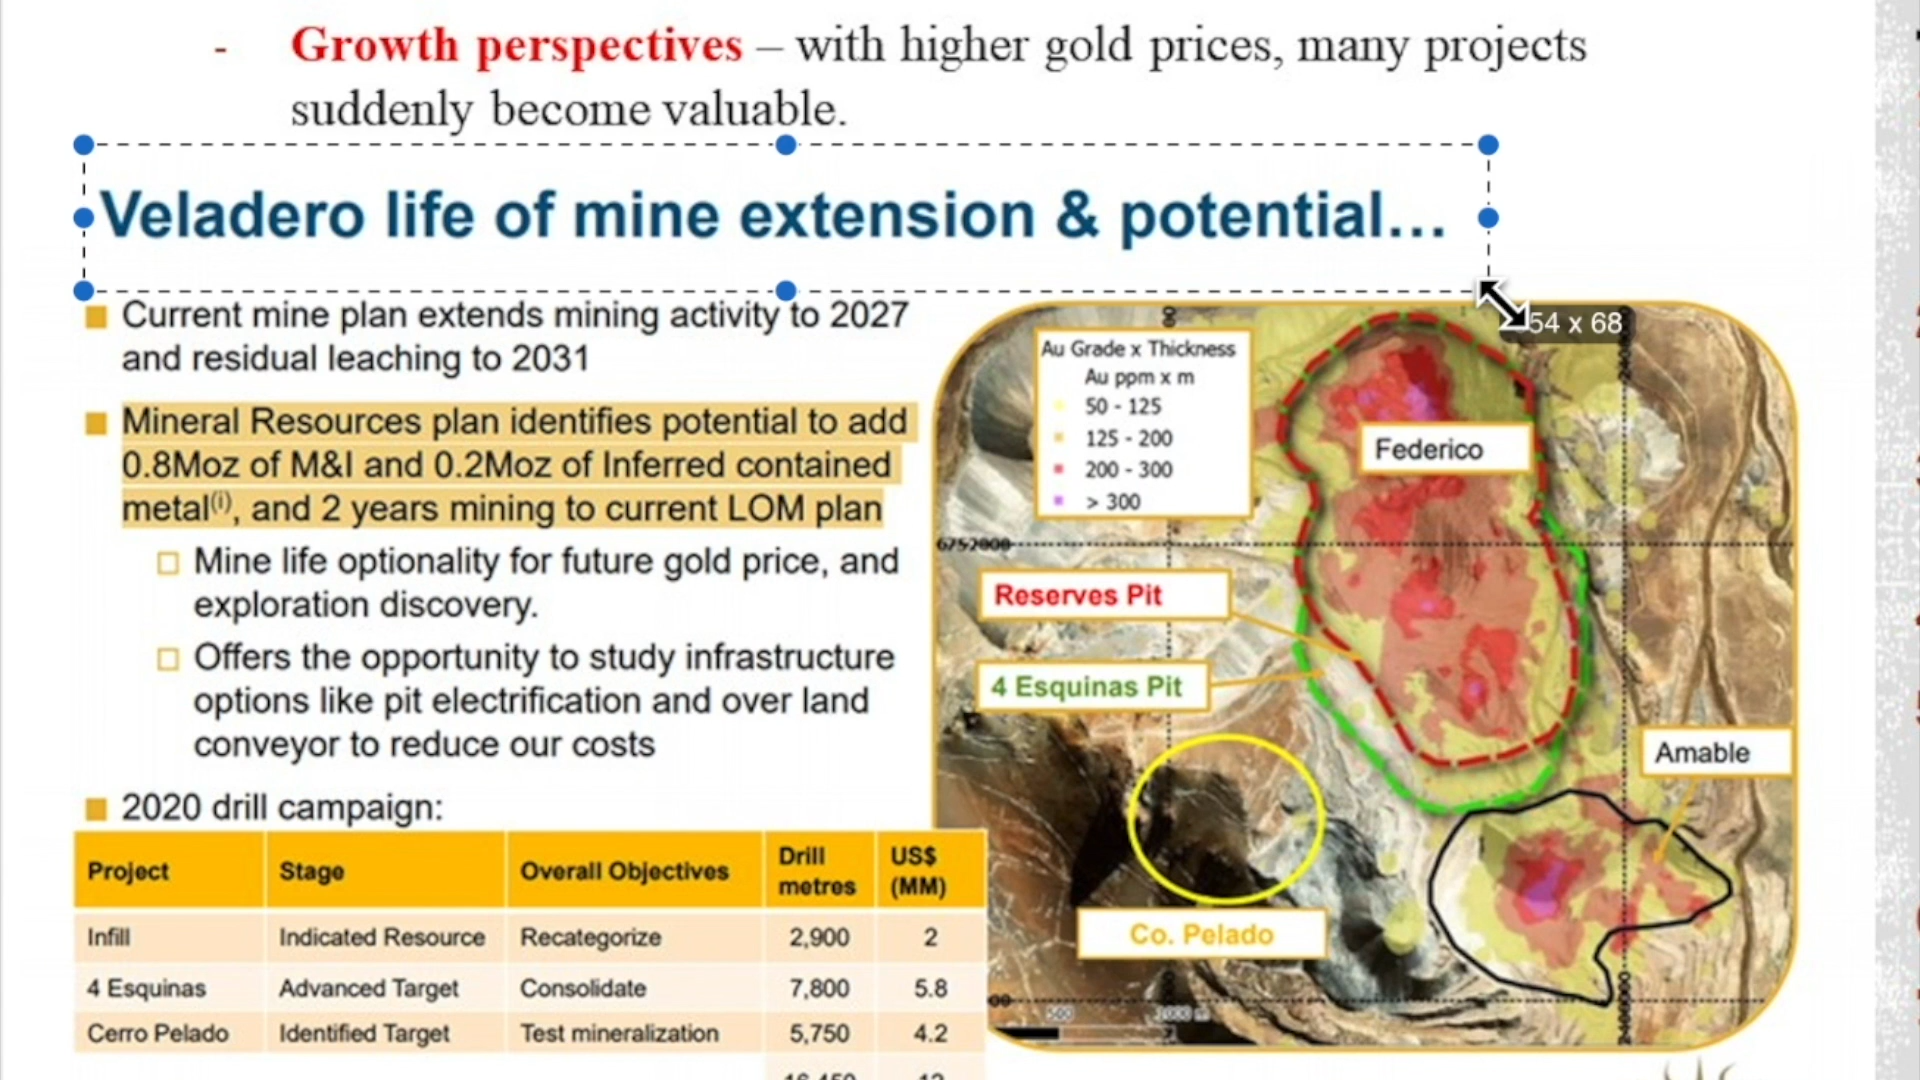 - Growth perspectives – with higher gold prices, many projects
suddenly become valuable.
Veladero life of mine extension & potential...
Current mine plan extends mining activity to 2027
and residual leaching to 2031
Mineral Resources plan identifies potential to add
0.8Moz of M&I and 0.2Moz of Inferred contained
metal(i), and 2 years mining to current LOM plan
Mine life optionality for future gold price, and
exploration discovery.
Offers the opportunity to study infrastructure
options like pit electrification and over land
conveyor to reduce our costs
2020 drill campaign:
Project Stage Overall Objectives Drill metres US$ (MM)
Infill Indicated Resource Recategorize 2,900 2
4 Esquinas Advanced Target Consolidate 7,800 5.8
Cerro Pelado Identified Target Test mineralization 5,750 4.2
54 x 68
Au Grade x Thickness
Au ppm x m
50 - 125
125 - 200
200 - 300
> 300
Federico
6752000
Reserves Pit
4 Esquinas Pit
Amable
Co. Pelado
500 1000 m